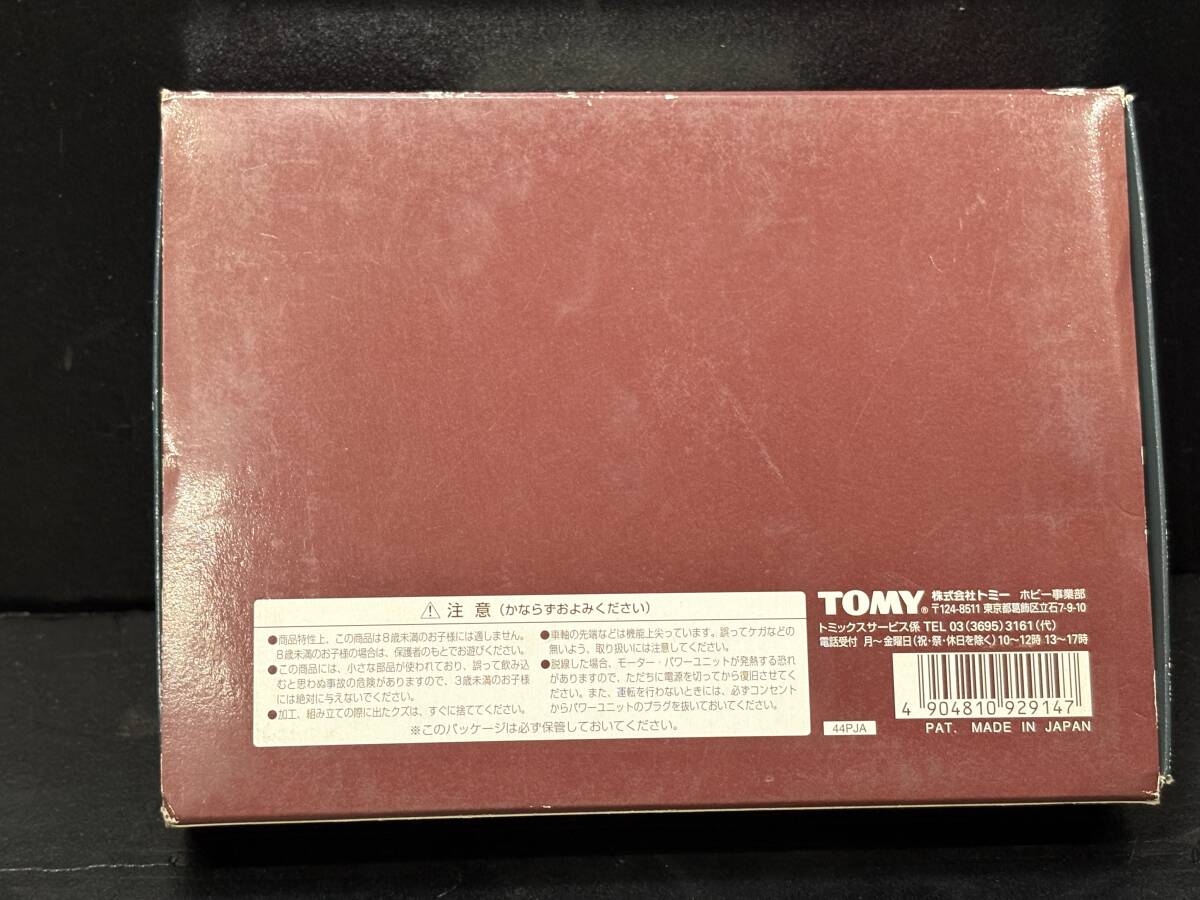 ⚠ 注意(かならずおよみください)
●商品特性上、この商品は8歳未満のお子様には適しません。
8歳未満のお子様の場合は、保護者のもとでお遊びください。
●この商品には、小さな部品が使われており、誤って飲み込
むと思わぬ事故の危険がありますので、3歳未満のお子様
には絶対に与えないでください。
●加工、組み立ての際に出たクズは、すぐに捨ててください。
●車軸の先端などは機能上尖っています。誤ってケガなどの
無いよう、取り扱いには注意してください。
●脱線した場合、モーター・パワーユニットが発熱する恐れ
がありますので、ただちに電源を切ってから復旧させてく
ださい。また、運転を行わないときには、必ずコンセント
からパワーユニットのプラグを抜いておいてください。
※このパッケージは必ず保管しておいてください。
TOMY® 株式会社トミー ホビー事業部
〒124-8511 東京都葛飾区立石7-9-10
トミックスサービス係 TEL 03(3695)3161(代)
電話受付 月〜金曜日(祝・祭・休日を除く)10〜12時 13〜17時
4 904810 929147
44PJA
PAT. MADE IN JAPAN